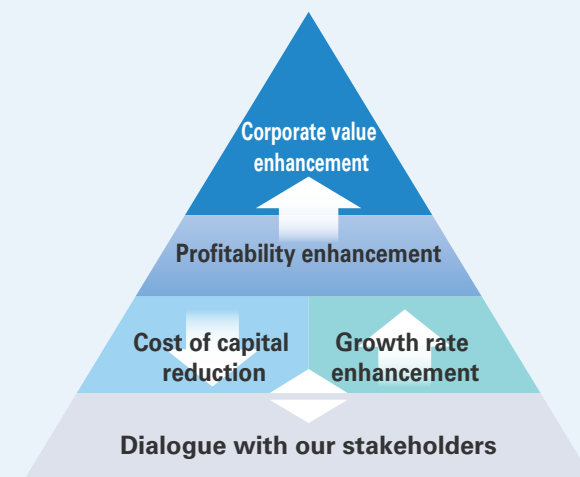 Corporate value
enhancement
Profitability enhancement
Cost of capital
reduction
Growth rate
enhancement
Dialogue with our stakeholders